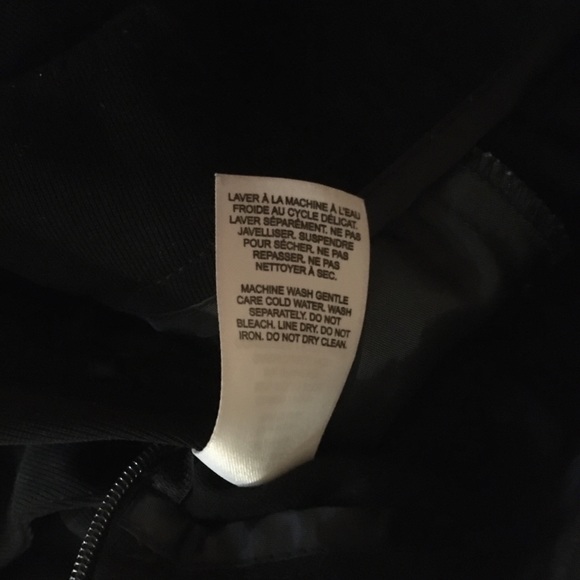 LAVER À LA MACHINE À L'EAU
FROIDE AU CYCLE DÉLICAT.
LAVER SÉPARÉMENT. NE PAS
JAVELLISER. SUSPENDRE
POUR SÉCHER. NE PAS
REPASSER. NE PAS
NETTOYER À SEC.
MACHINE WASH GENTLE
CARE COLD WATER. WASH
SEPARATELY. DO NOT
BLEACH. LINE DRY. DO NOT
IRON. DO NOT DRY CLEAN.